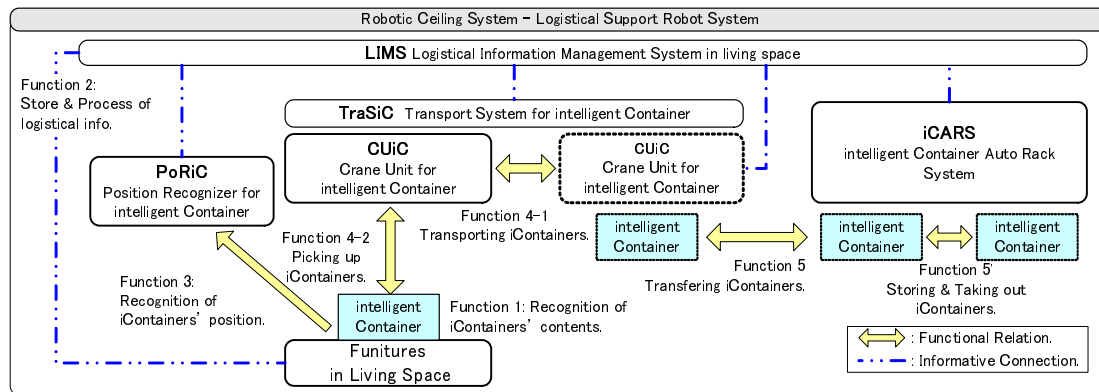 Robotic Ceiling System – Logistical Support Robot System
LIMS Logistical Information Management System in living space
Function 2:
Store & Process of
logistical info.
TraSiC Transport System for intelligent Container
PoRiC
Position Recognizer for
intelligent Container
CUiC
Crane Unit for
intelligent Container
CUiC
Crane Unit for
intelligent Container
iCARS
intelligent Container Auto Rack
System
Function 4-1
Transporting iContainers.
intelligent
Container
intelligent
Container
intelligent
Container
Function 4-2
Picking up
iContainers.
Function 5
Transfering iContainers.
Function 5'
Storing & Taking out
iContainers.
Function 3:
Recognition of
iContainers' position.
intelligent
Container
Function 1: Recognition of
iContainers' contents.
Funitures
in Living Space
: Functional Relation.
: Informative Connection.